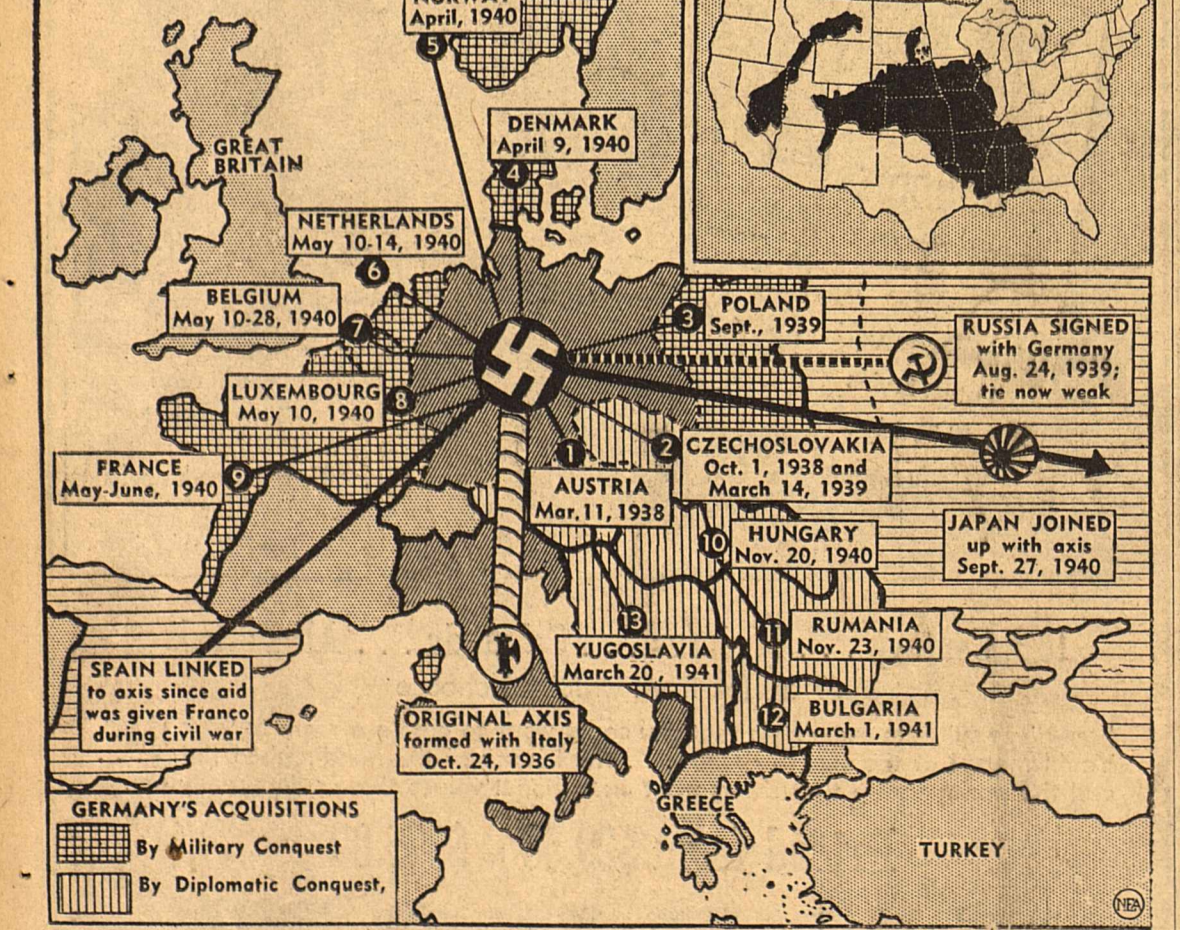 NORWAY
April, 1940
5
DENMARK
April 9, 1940
4
GREAT
BRITAIN
NETHERLANDS
May 10-14, 1940
6
BELGIUM
May 10-28, 1940
7
POLAND
Sept., 1939
3
RUSSIA SIGNED
with Germany
Aug. 24, 1939;
tie now weak
LUXEMBOURG
May 10, 1940
8
FRANCE
May-June, 1940
9
1
AUSTRIA
Mar. 11, 1938
2
CZECHOSLOVAKIA
Oct. 1, 1938 and
March 14, 1939
10
HUNGARY
Nov. 20, 1940
JAPAN JOINED
up with axis
Sept. 27, 1940
13
YUGOSLAVIA
March 20, 1941
11
RUMANIA
Nov. 23, 1940
12
BULGARIA
March 1, 1941
SPAIN LINKED
to axis since aid
was given Franco
during civil war
ORIGINAL AXIS
formed with Italy
Oct. 24, 1936
GREECE
TURKEY
GERMANY'S ACQUISITIONS
By Military Conquest
By Diplomatic Conquest,
NEA